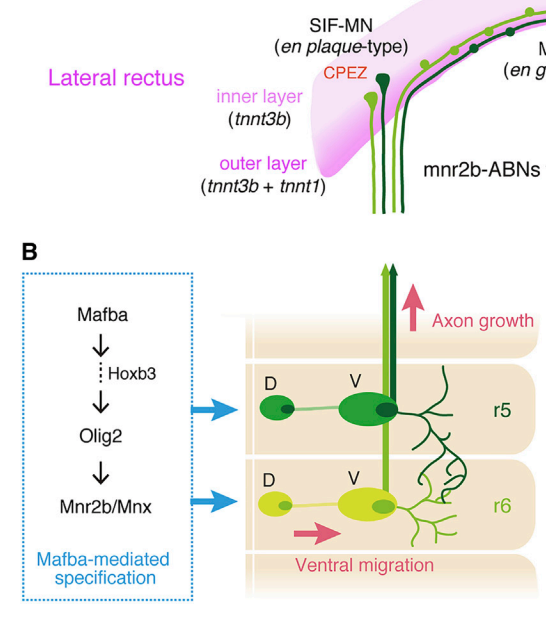 SIF-MN
(en plaque-type)
M
(en g
Lateral rectus
CPEZ
inner layer
(tnnt3b)
outer layer
(tnnt3b + tnnt1)
mnr2b-ABNs
B
Mafba
Hoxb3
Olig2
Mnr2b/Mnx
Mafba-mediated
specification
Axon growth
D
V
r5
D
V
r6
Ventral migration